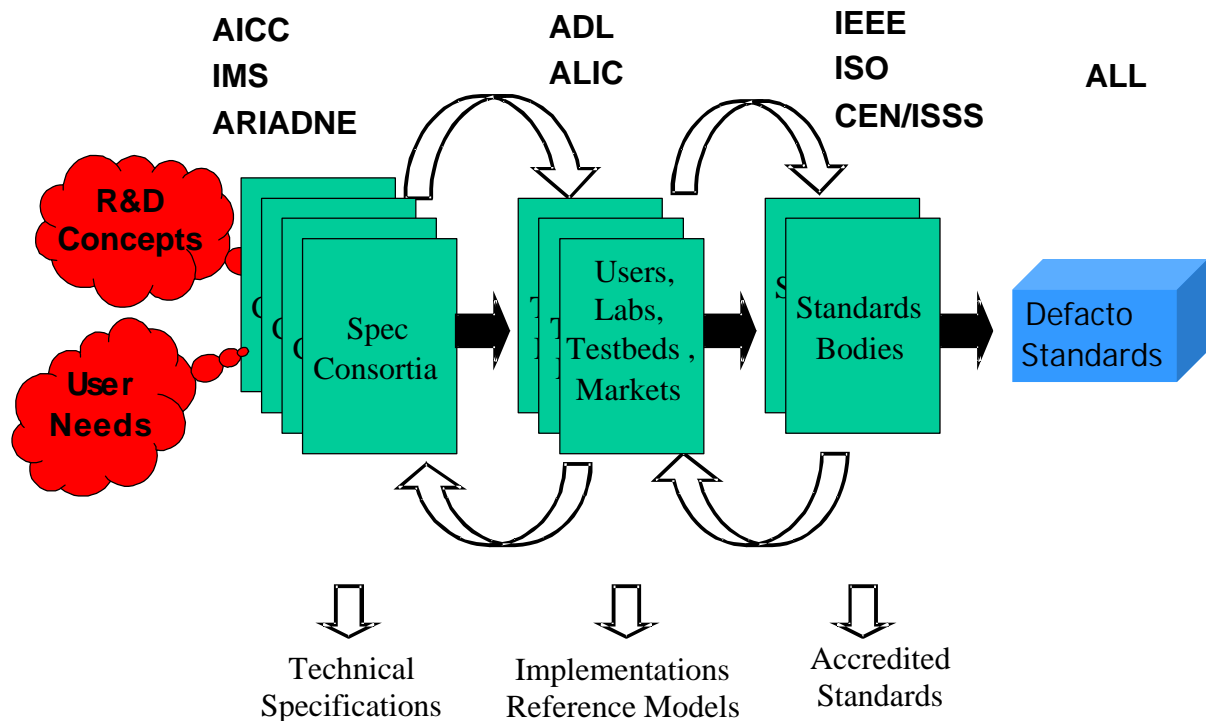 AICC
IMS
ARIADNE
ADL
ALIC
IEEE
ISO
CEN/ISSS
ALL
R&D
Concepts
User
Needs
Spec
Consortia
Users,
Labs,
Testbeds ,
Markets
Standards
Bodies
Defacto
Standards
Technical
Specifications
Implementations
Reference Models
Accredited
Standards